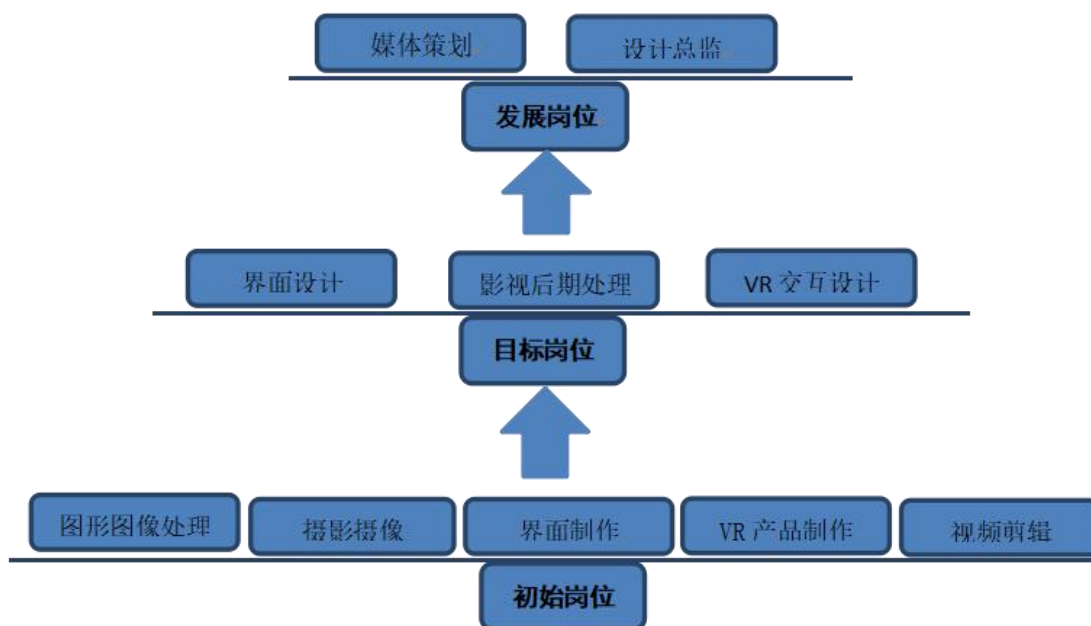 媒体策划
设计总监
发展岗位
界面设计
影视后期处理
VR 交互设计
目标岗位
图形图像处理
摄影摄像
界面制作
VR 产品制作
视频剪辑
初始岗位